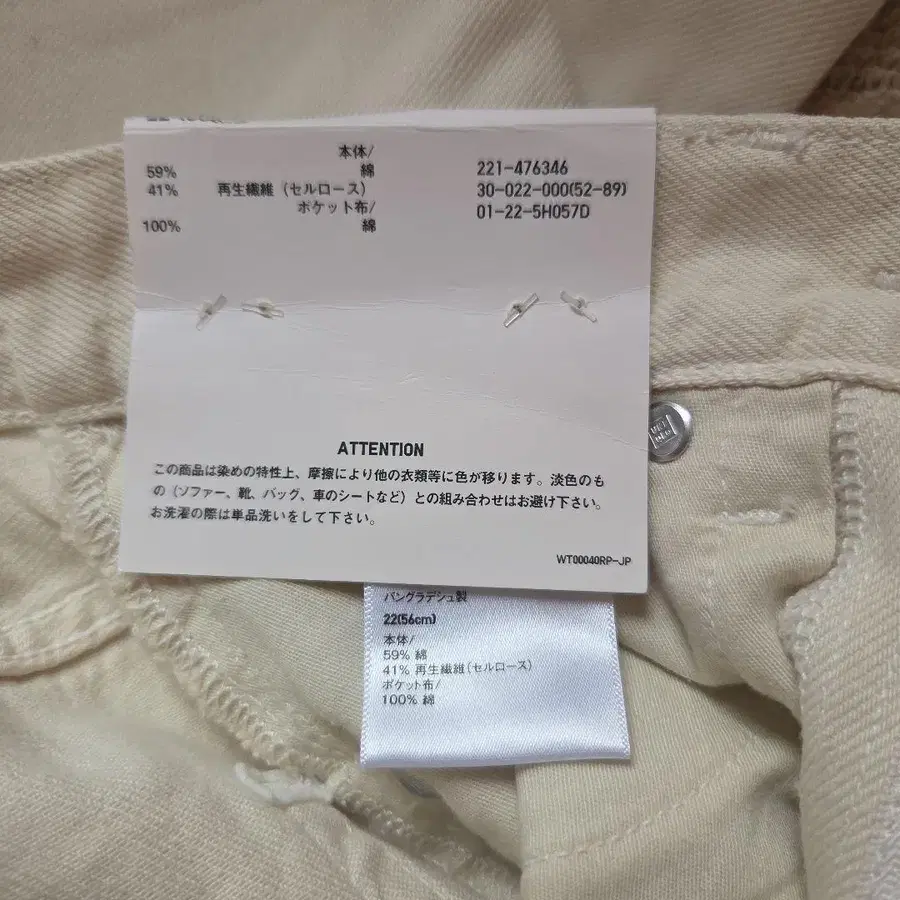 本体/
59% 綿
41% 再生繊維（セルロース）
ポケット布/
100% 綿
221-476346
30-022-000(52-89)
01-22-5H057D
ATTENTION
この商品は染めの特性上、摩擦により他の衣類等に色が移ります。淡色のも
の（ソファー、靴、バッグ、車のシートなど）との組み合わせはお避け下さい。
お洗濯の際は単品洗いをして下さい。
WT00040RP-JP
バングラデシュ製
22(56cm)
本体/
59% 綿
41% 再生繊維(セルロース)
ポケット布/
100% 綿